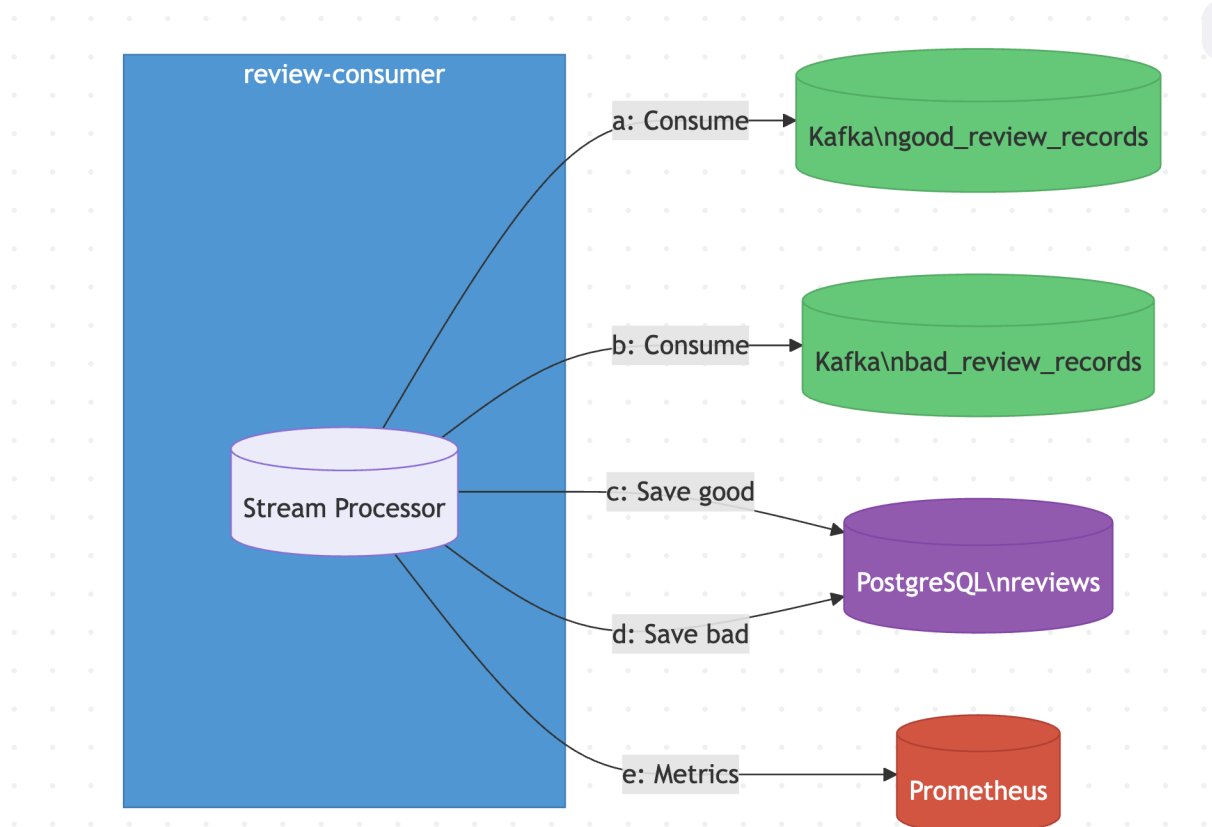 review-consumer
a: Consume
Kafka\ngood_review_records
b: Consume
Kafka\nbad_review_records
Stream Processor
c: Save good
PostgreSQL\nreviews
d: Save bad
e: Metrics
Prometheus